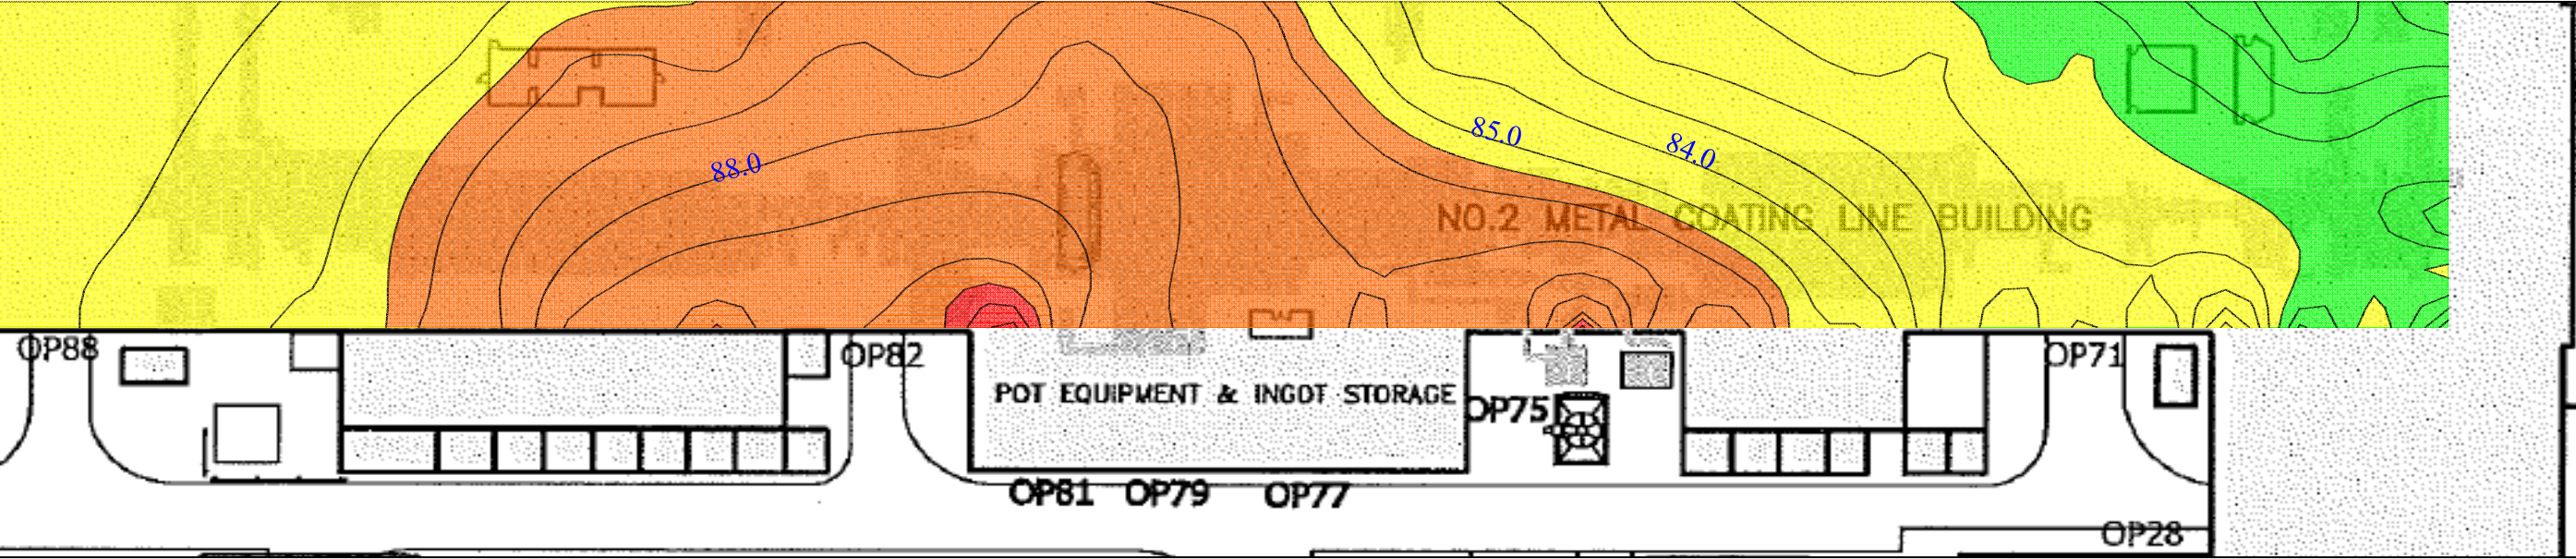 85.0
84.0
88.0
NO.2 METAL COATING LINE BUILDING
OP88
OP82
OP71
POT EQUIPMENT & INGOT STORAGE
OP75
OP81 OP79 OP77
OP28